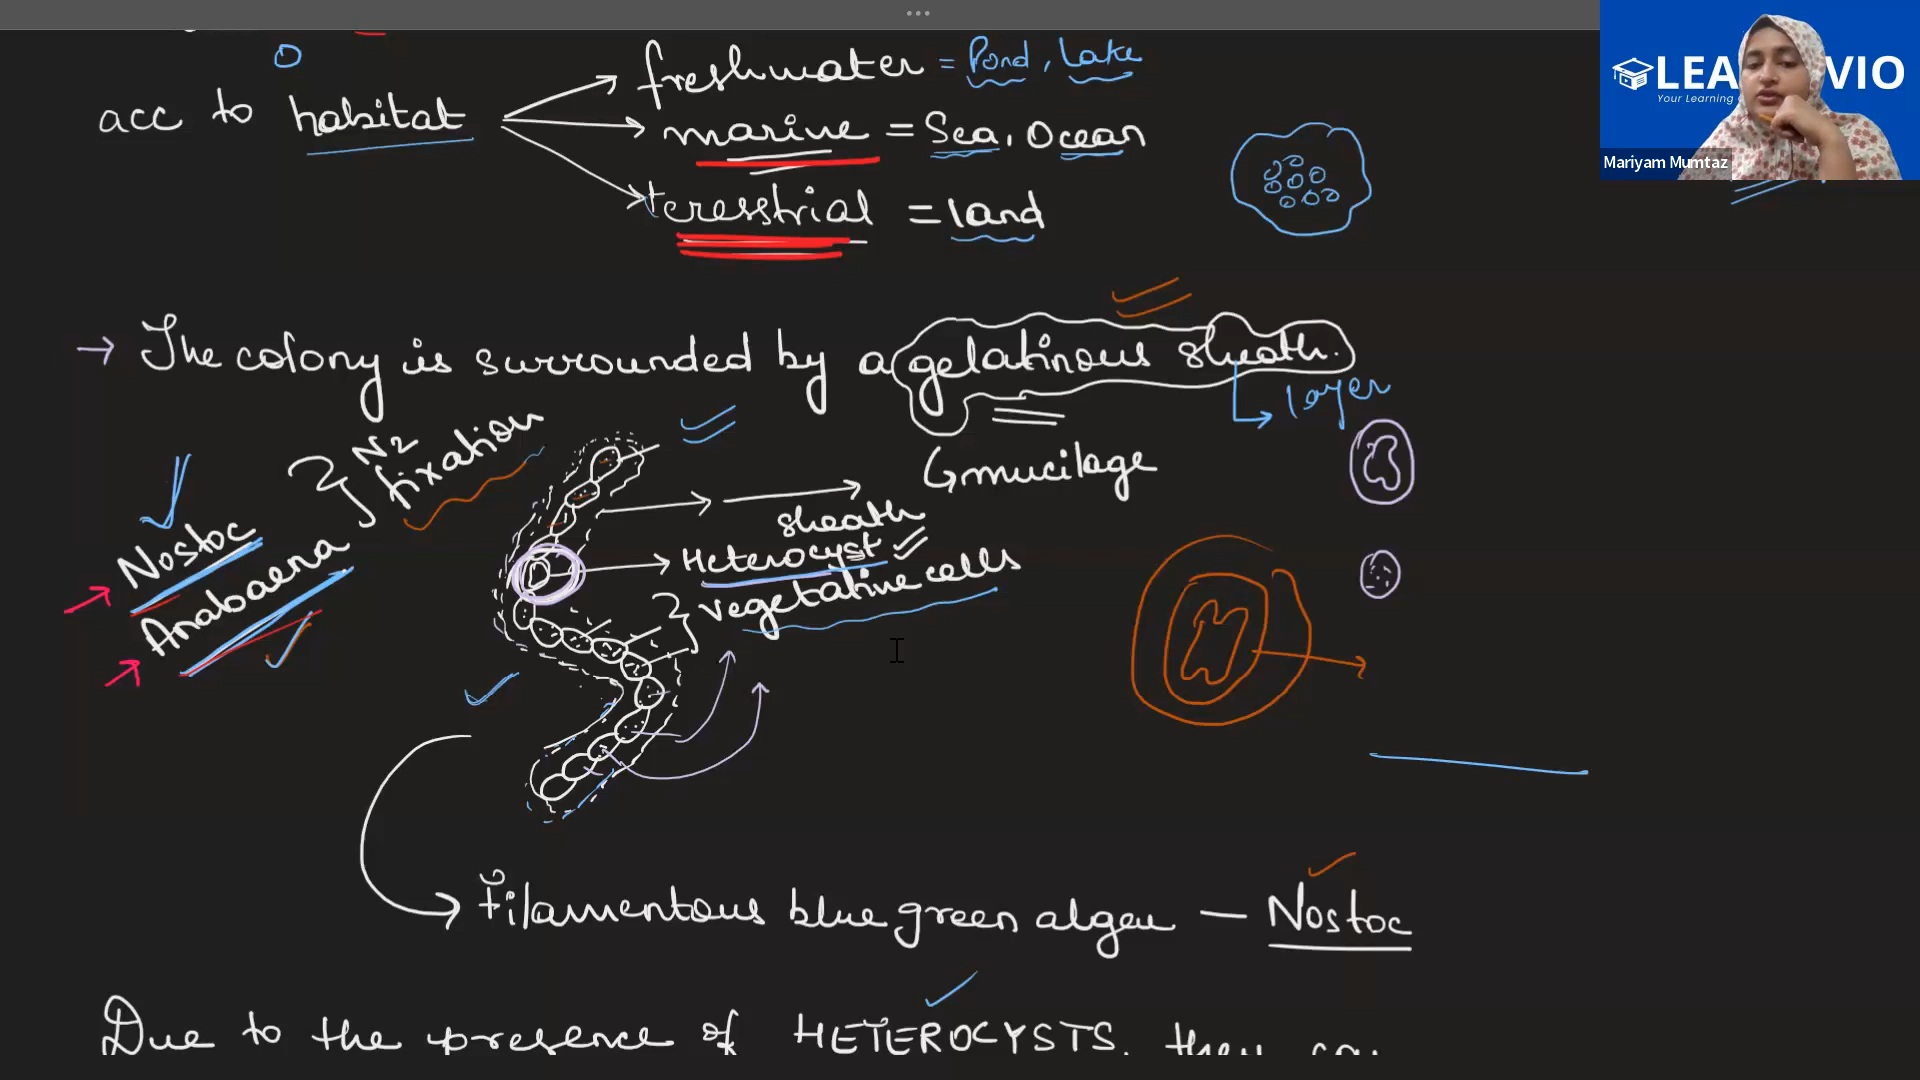 freshwater = Pond, Lake
acc to habitat
marine = Sea, Ocean
teresstrial = land
LEA VIO
Your Learning
Mariyam Mumtaz
→ The colony is surrounded by a gelatinous sheath.
layer
mucilage
N2
fixation
Nostoc
Anabaena
sheath
Heterocyst
vegetative cells
Filamentous blue green algae — Nostoc
Due to the presence of HETEROCYSTS, they